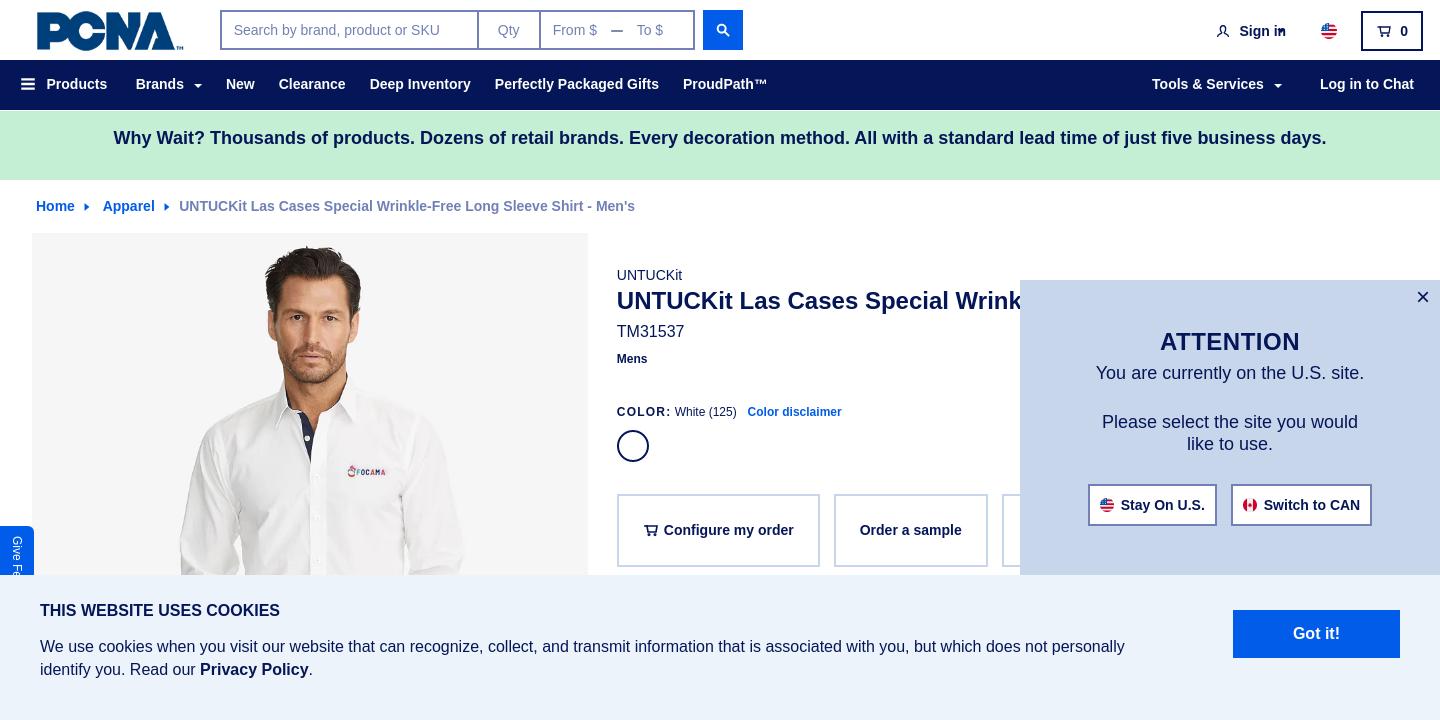 PCNA™
Search by brand, product or SKU
Qty
From $ — To $
Sign in
0
Products
Brands
New
Clearance
Deep Inventory
Perfectly Packaged Gifts
ProudPath™
Tools & Services
Log in to Chat
Why Wait? Thousands of products. Dozens of retail brands. Every decoration method. All with a standard lead time of just five business days.
Home
Apparel
UNTUCKit Las Cases Special Wrinkle-Free Long Sleeve Shirt - Men's
FOCAMA
UNTUCKit
UNTUCKit Las Cases Special Wrink
TM31537
Mens
COLOR: White (125) Color disclaimer
Configure my order
Order a sample
×
ATTENTION
You are currently on the U.S. site.
Please select the site you would
like to use.
Stay On U.S.
Switch to CAN
Give Fe
THIS WEBSITE USES COOKIES
We use cookies when you visit our website that can recognize, collect, and transmit information that is associated with you, but which does not personally
identify you. Read our Privacy Policy.
Got it!